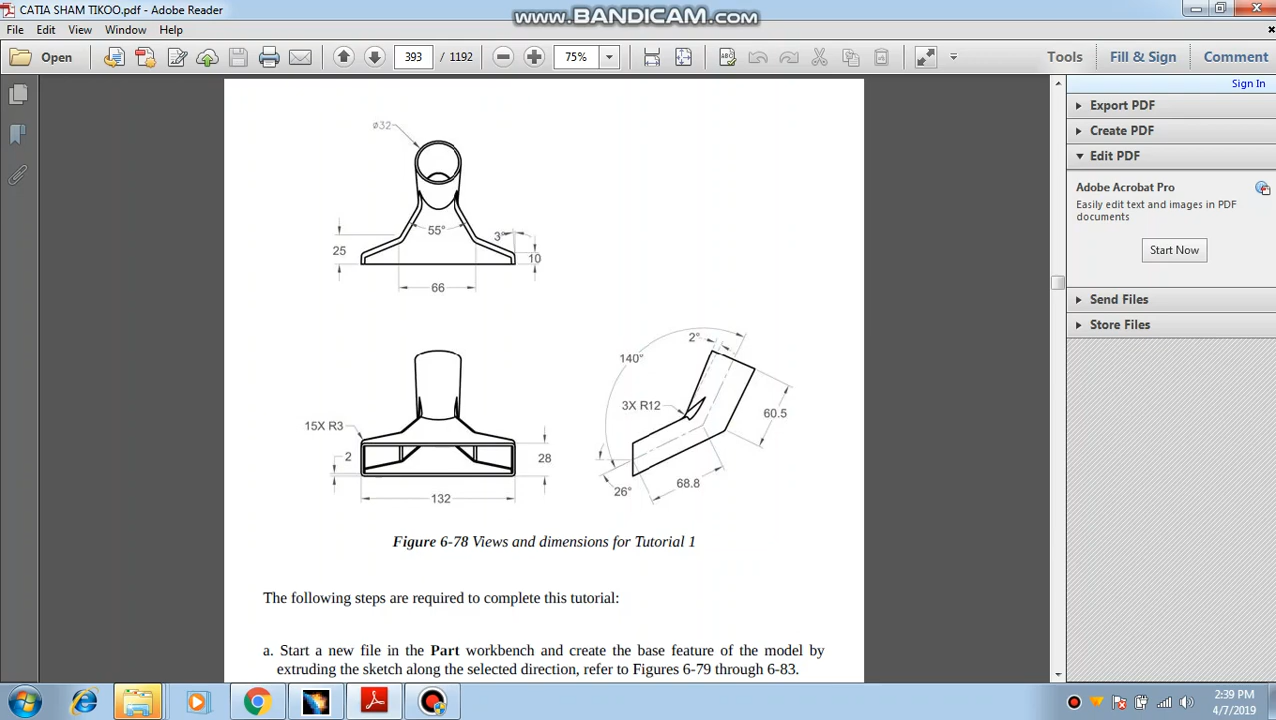 CATIA SHAM TIKOO.pdf - Adobe Reader
www.BANDICAM.com
File Edit View Window Help
Open 393 / 1192 75% Tools Fill & Sign Comment
Sign In
Export PDF
Create PDF
Edit PDF
Adobe Acrobat Pro
Easily edit text and images in PDF
documents
Start Now
Send Files
Store Files
ø32
55°
3°
25
10
66
2°
140°
3X R12
60.5
15X R3
2
28
26°
68.8
132
Figure 6-78 Views and dimensions for Tutorial 1
The following steps are required to complete this tutorial:
a. Start a new file in the Part workbench and create the base feature of the model by
extruding the sketch along the selected direction, refer to Figures 6-79 through 6-83.
2:39 PM
4/7/2019